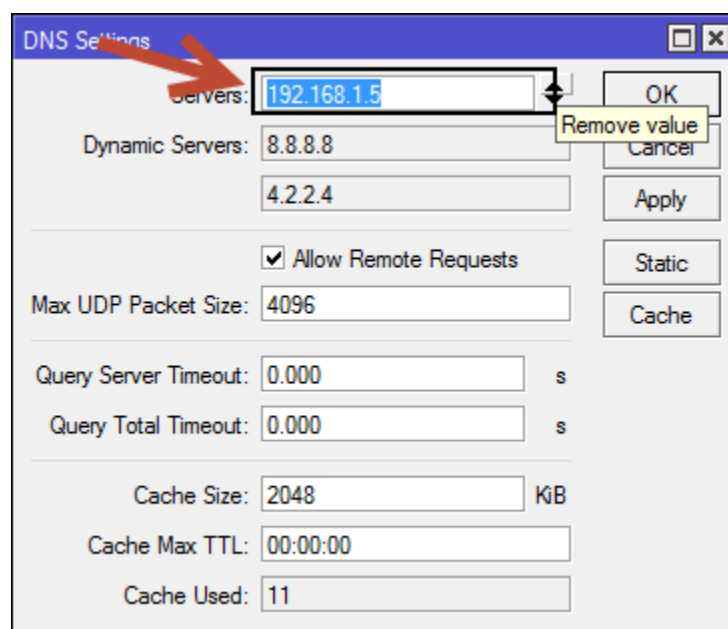 DNS Settings
Servers: 192.168.1.5
OK
Remove value
Dynamic Servers: 8.8.8.8
Cancel
4.2.2.4
Apply
Allow Remote Requests
Static
Max UDP Packet Size: 4096
Cache
Query Server Timeout: 0.000 s
Query Total Timeout: 0.000 s
Cache Size: 2048 KiB
Cache Max TTL: 00:00:00
Cache Used: 11